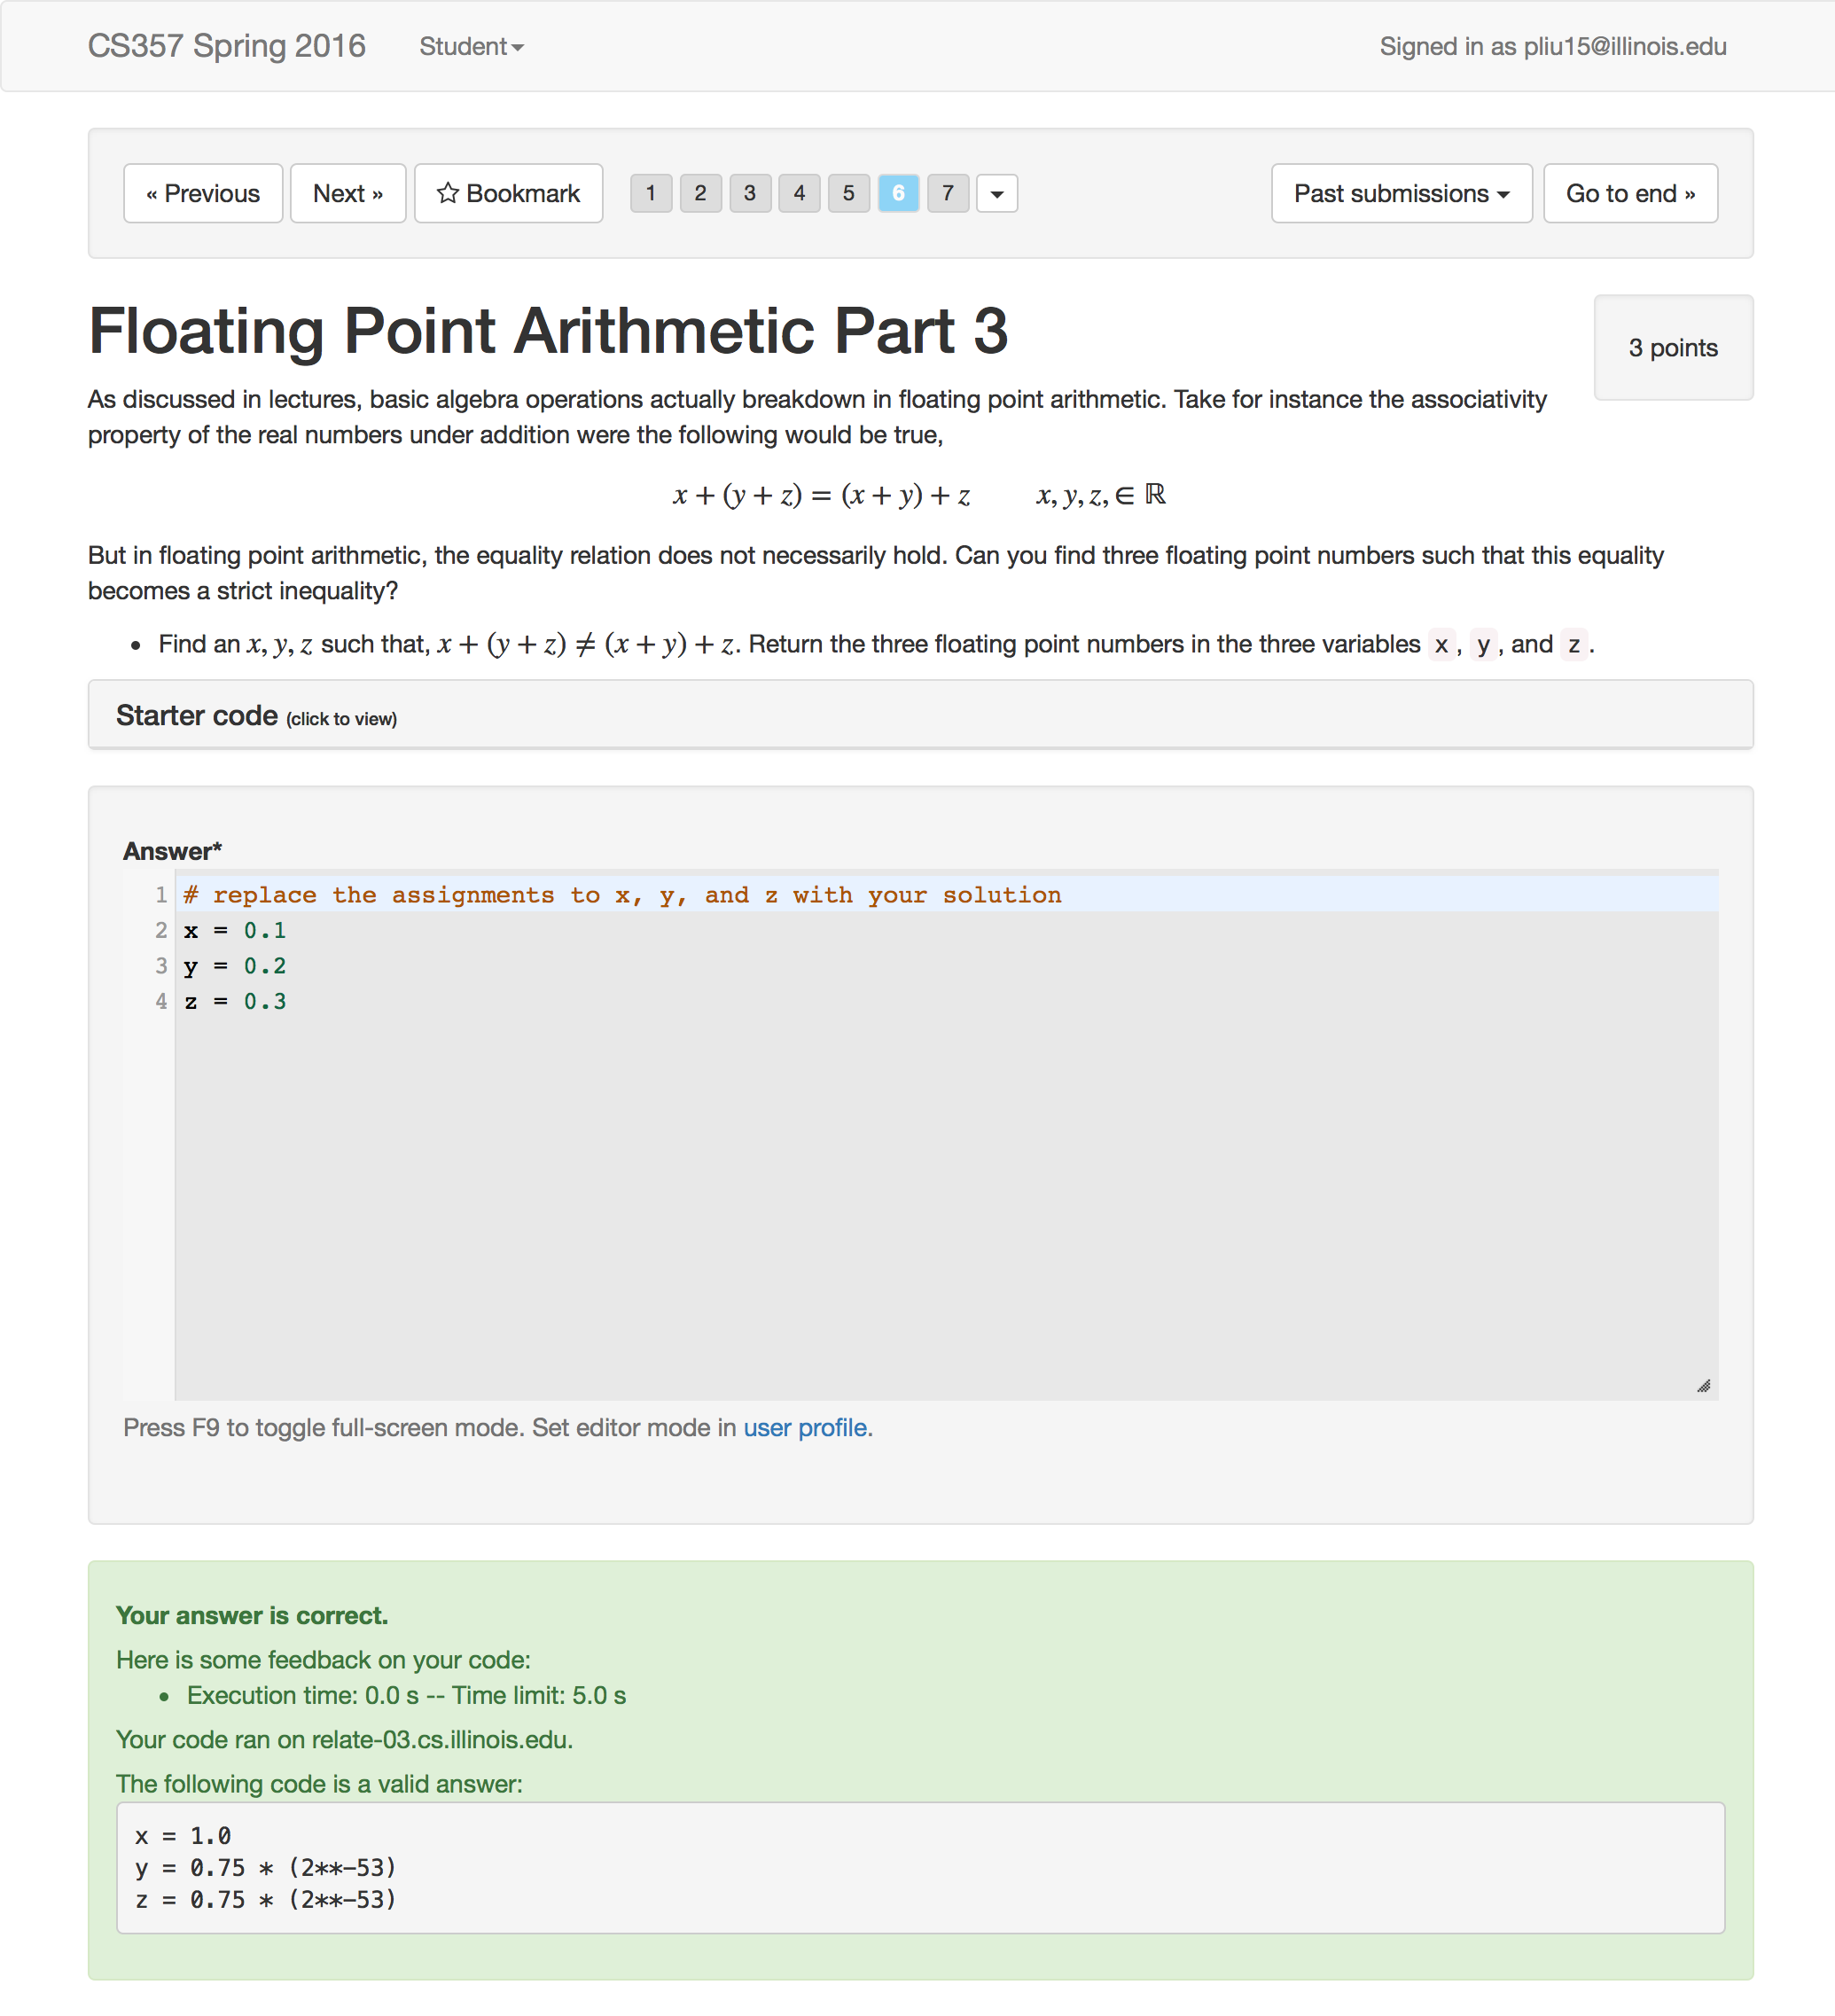 CS357 Spring 2016 Student Signed in as pliu15@illinois.edu
« Previous Next » Bookmark 1 2 3 4 5 6 7 Past submissions Go to end »
Floating Point Arithmetic Part 3
3 points
As discussed in lectures, basic algebra operations actually breakdown in floating point arithmetic. Take for instance the associativity
property of the real numbers under addition were the following would be true,
x + (y + z) = (x + y) + z x, y, z, ∈ ℝ
But in floating point arithmetic, the equality relation does not necessarily hold. Can you find three floating point numbers such that this equality
becomes a strict inequality?
• Find an x, y, z such that, x + (y + z) ≠ (x + y) + z. Return the three floating point numbers in the three variables x , y , and z .
Starter code (click to view)
Answer*
1 # replace the assignments to x, y, and z with your solution
2 x = 0.1
3 y = 0.2
4 z = 0.3
Press F9 to toggle full-screen mode. Set editor mode in user profile.
Your answer is correct.
Here is some feedback on your code:
• Execution time: 0.0 s -- Time limit: 5.0 s
Your code ran on relate-03.cs.illinois.edu.
The following code is a valid answer:
x = 1.0
y = 0.75 * (2**-53)
z = 0.75 * (2**-53)